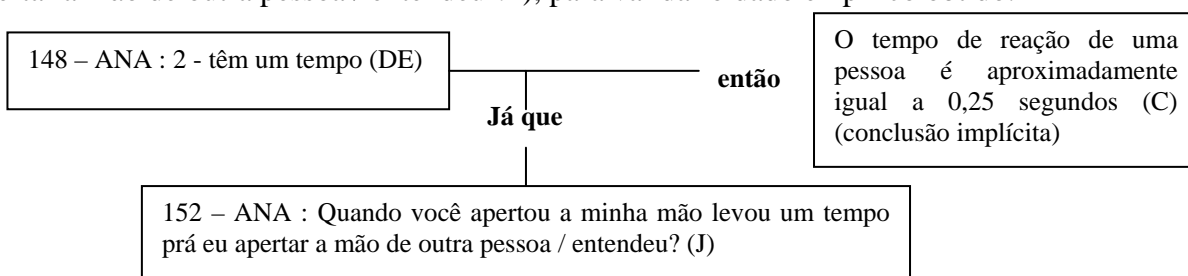 148 – ANA : 2 - têm um tempo (DE)
então
O tempo de reação de uma
pessoa é aproximadamente
igual a 0,25 segundos (C)
(conclusão implícita)
Já que
152 – ANA : Quando você apertou a minha mão levou um tempo
prá eu apertar a mão de outra pessoa / entendeu? (J)